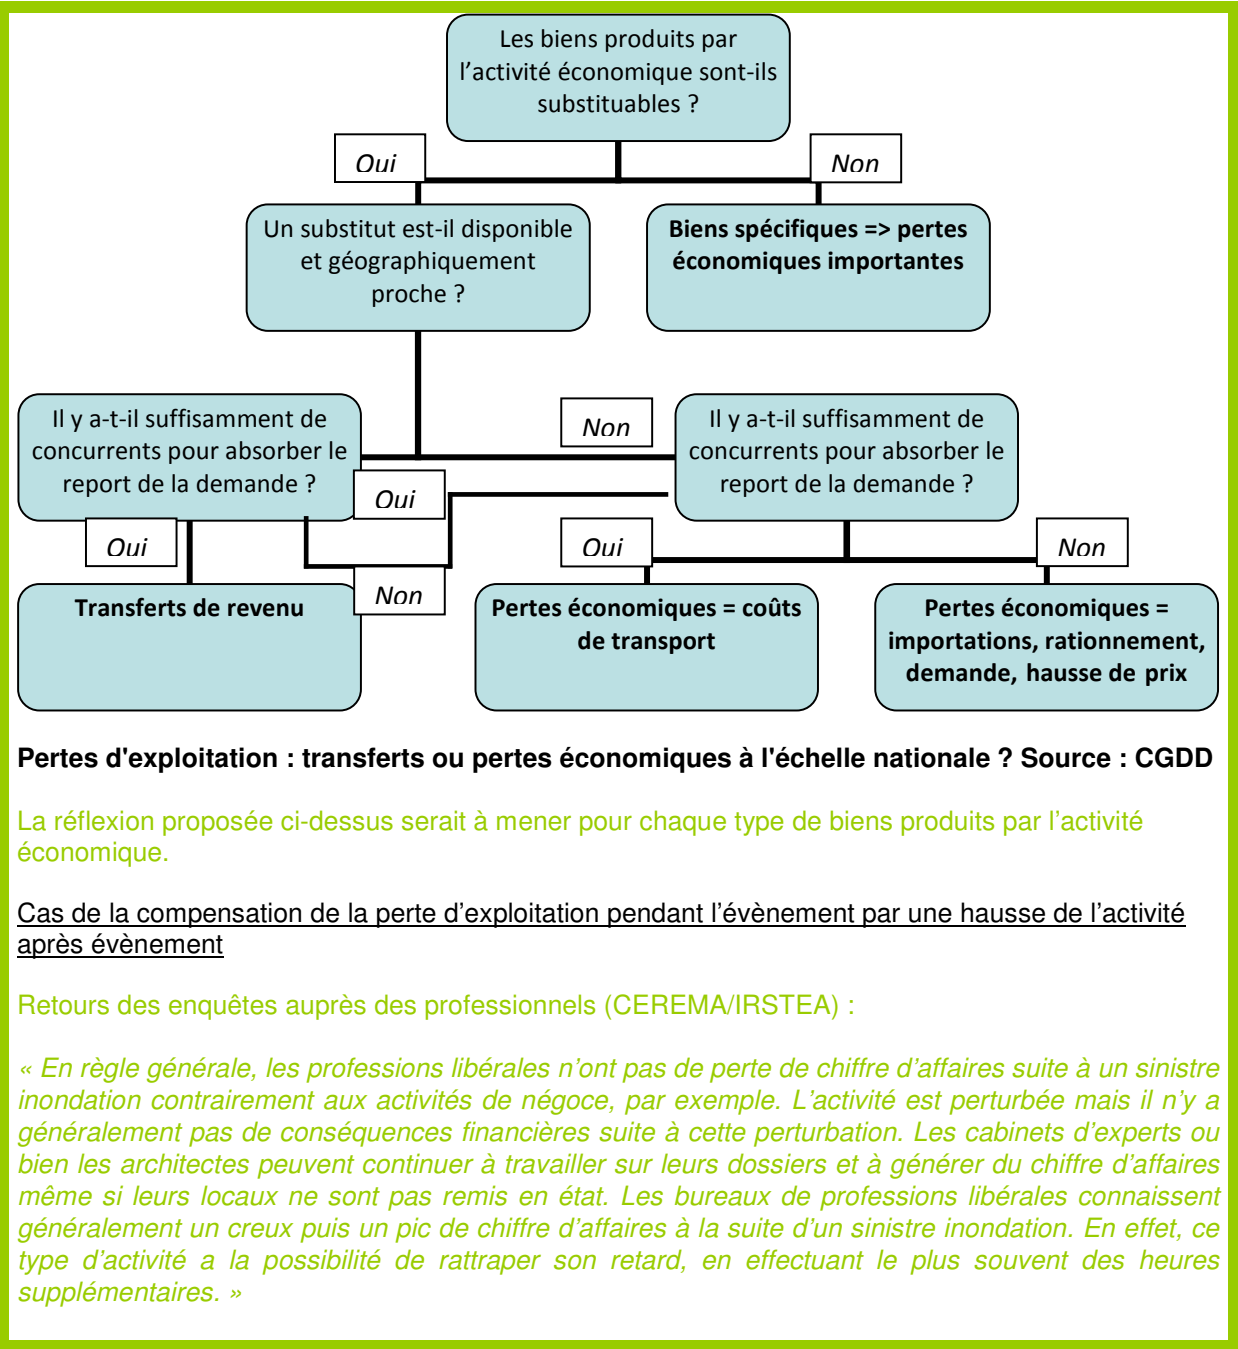 Les biens produits par
l’activité économique sont-ils
substituables ?
Oui
Non
Un substitut est-il disponible
et géographiquement
proche ?
Biens spécifiques => pertes
économiques importantes
Il y a-t-il suffisamment de
concurrents pour absorber le
report de la demande ?
Non
Il y a-t-il suffisamment de
concurrents pour absorber le
report de la demande ?
Oui
Oui
Non
Oui
Non
Transferts de revenu
Pertes économiques = coûts
de transport
Pertes économiques =
importations, rationnement,
demande, hausse de prix
Pertes d'exploitation : transferts ou pertes économiques à l'échelle nationale ? Source : CGDD
La réflexion proposée ci-dessus serait à mener pour chaque type de biens produits par l’activité
économique.
Cas de la compensation de la perte d’exploitation pendant l’évènement par une hausse de l’activité
après évènement
Retours des enquêtes auprès des professionnels (CEREMA/IRSTEA) :
« En règle générale, les professions libérales n’ont pas de perte de chiffre d’affaires suite à un sinistre
inondation contrairement aux activités de négoce, par exemple. L’activité est perturbée mais il n’y a
généralement pas de conséquences financières suite à cette perturbation. Les cabinets d’experts ou
bien les architectes peuvent continuer à travailler sur leurs dossiers et à générer du chiffre d’affaires
même si leurs locaux ne sont pas remis en état. Les bureaux de professions libérales connaissent
généralement un creux puis un pic de chiffre d’affaires à la suite d’un sinistre inondation. En effet, ce
type d’activité a la possibilité de rattraper son retard, en effectuant le plus souvent des heures
supplémentaires. »